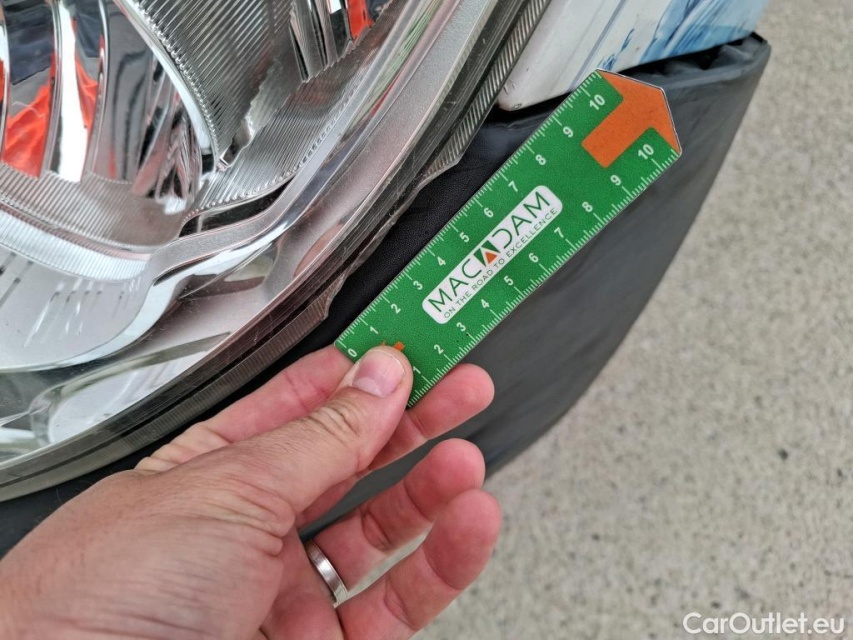 0 1 2 3 4 5 6 7 8 9 10
MACADAM
ON THE ROAD TO EXCELLENCE
1 2 3 4 5 6 7 8 9 10
CarOutlet.eu